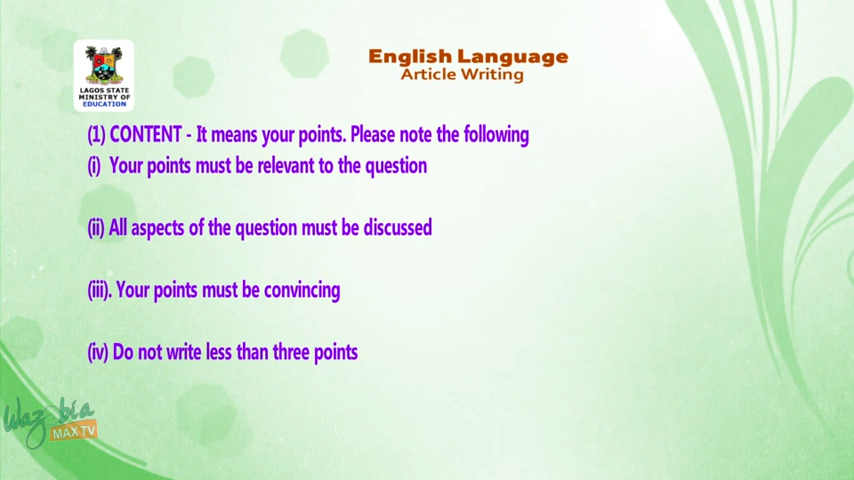 English Language
Article Writing
LAGOS STATE
MINISTRY OF
EDUCATION
(1) CONTENT - It means your points. Please note the following
(i) Your points must be relevant to the question
(ii) All aspects of the question must be discussed
(iii). Your points must be convincing
(iv) Do not write less than three points
Wazobia
MAX TV